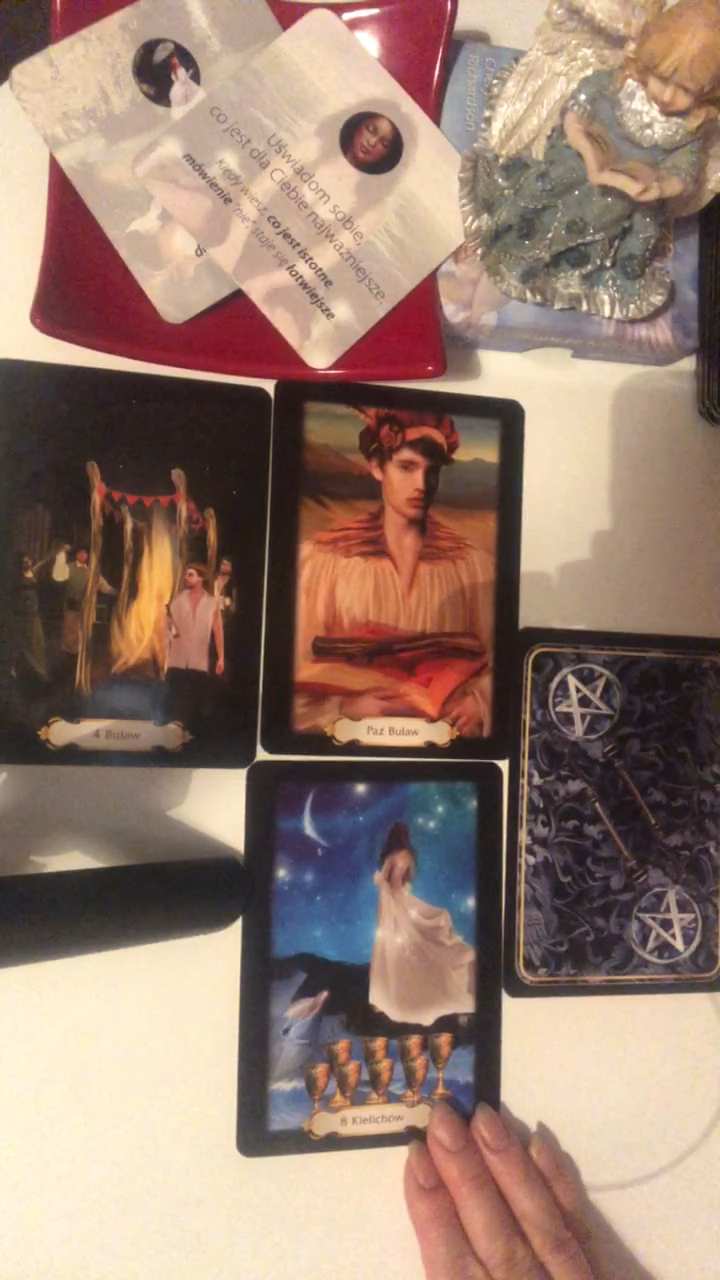 Uświadom sobie,
co jest dla Ciebie najważniejsze.
Kiedy wiesz, co jest istotne
mówienie "nie" staje się łatwiejsze
Richardson
4 Buław
Paź Buław
8 Kielichów